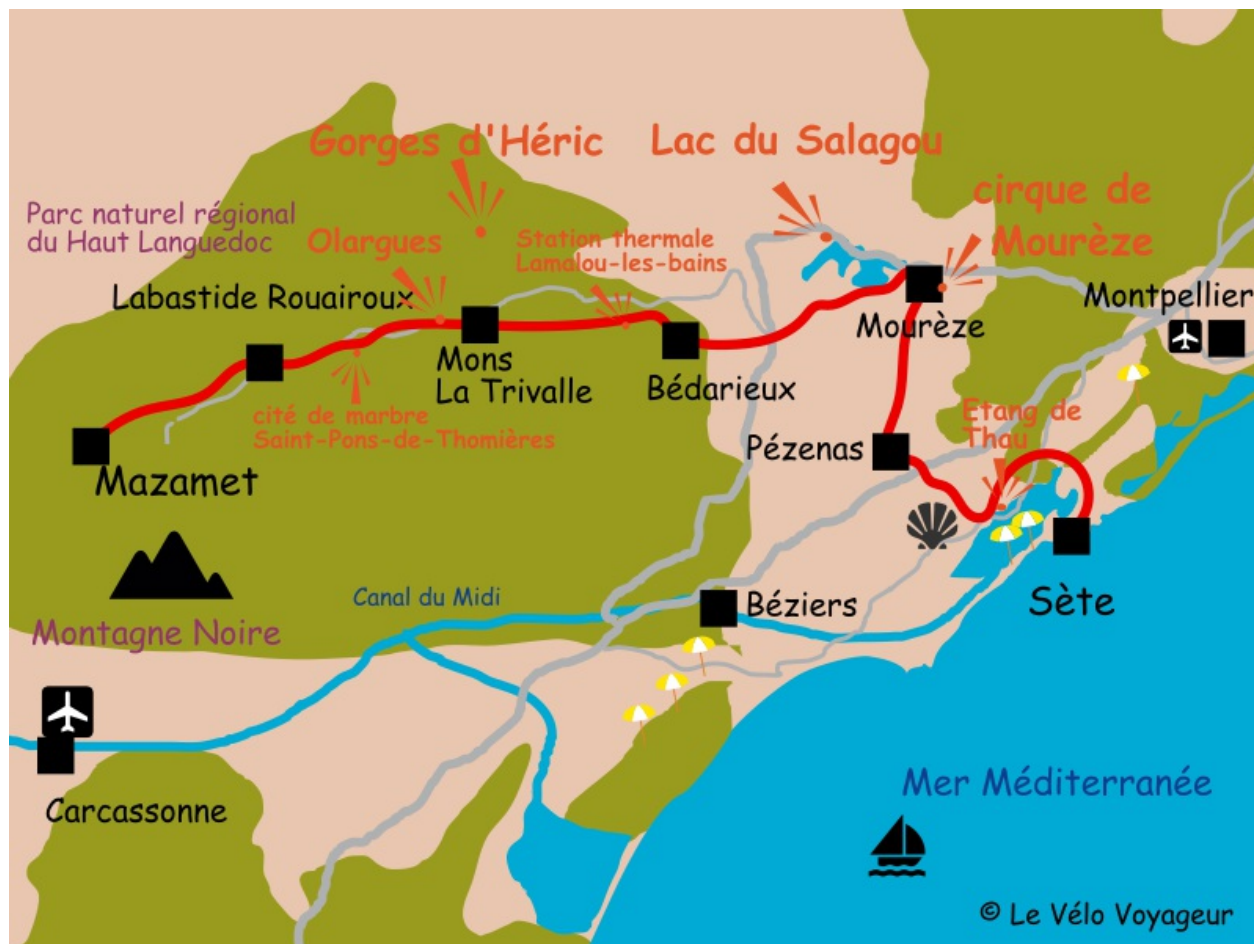 Gorges d'Héric
Lac du Salagou
cirque de
Mourèze
Parc naturel régional
du Haut Languedoc
Olargues
Station thermale
Lamalou-les-bains
Labastide Rouairoux
Montpellier
Mourèze
Mons
La Trivalle
Bédarieux
cité de marbre
Saint-Pons-de-Thomières
Etang de
Thau
Pézenas
Mazamet
Canal du Midi
Béziers
Sète
Montagne Noire
Carcassonne
Mer Méditerranée
© Le Vélo Voyageur